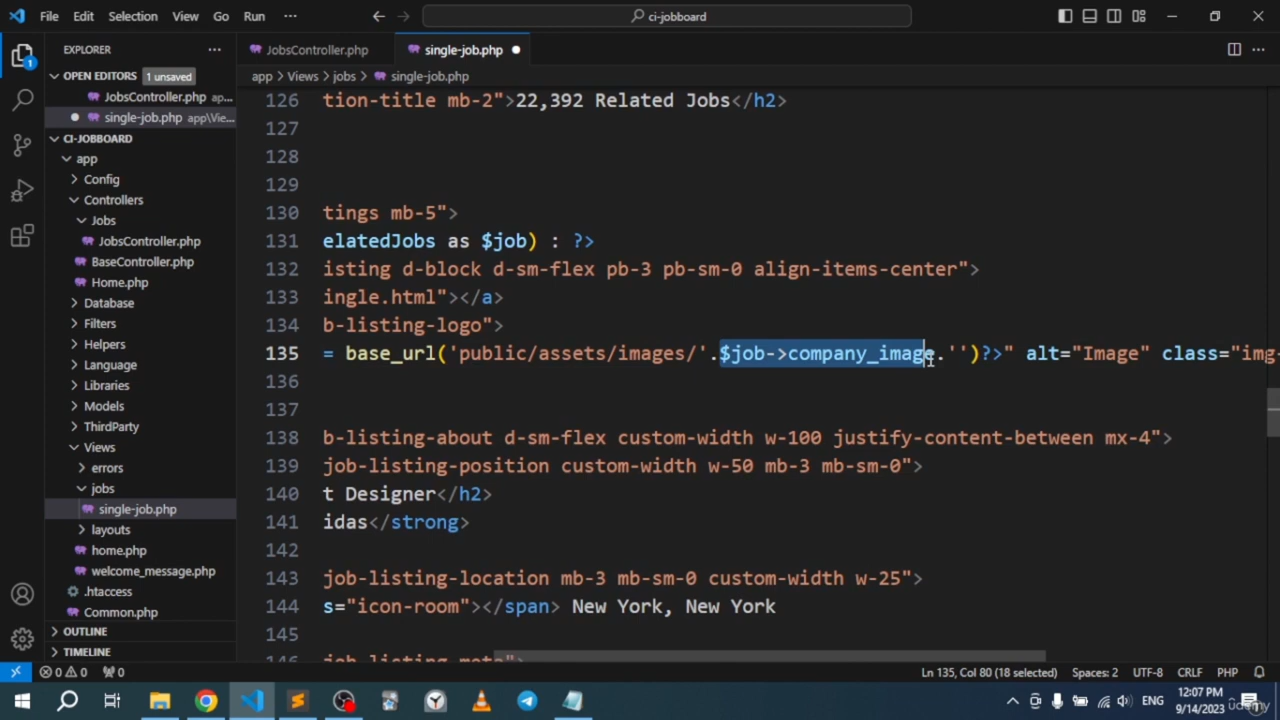 File Edit Selection View Go Run ··· ci-jobboard
EXPLORER ···
JobsController.php
single-job.php
app > Views > jobs > single-job.php
OPEN EDITORS 1 unsaved
JobsController.php ap...
single-job.php app\Vie...
CI-JOBBOARD
app
Config
Controllers
Jobs
JobsController.php
BaseController.php
Home.php
Database
Filters
Helpers
Language
Libraries
Models
ThirdParty
Views
errors
jobs
single-job.php
layouts
home.php
welcome_message.php
.htaccess
Common.php
OUTLINE
TIMELINE
126 tion-title mb-2">22,392 Related Jobs</h2>
127
128
129
130 tings mb-5">
131 elatedJobs as $job) : ?>
132 isting d-block d-sm-flex pb-3 pb-sm-0 align-items-center">
133 ingle.html"></a>
134 b-listing-logo">
135 = base_url('public/assets/images/'.$job->company_image.'')?>" alt="Image" class="img-
136
137
138 b-listing-about d-sm-flex custom-width w-100 justify-content-between mx-4">
139 job-listing-position custom-width w-50 mb-3 mb-sm-0">
140 t Designer</h2>
141 idas</strong>
142
143 job-listing-location mb-3 mb-sm-0 custom-width w-25">
144 s="icon-room"></span> New York, New York
145
146 job-listing-meta">
0 0 0 Ln 135, Col 80 (18 selected) Spaces: 2 UTF-8 CRLF PHP
ENG 12:07 PM
9/14/2023
udemy